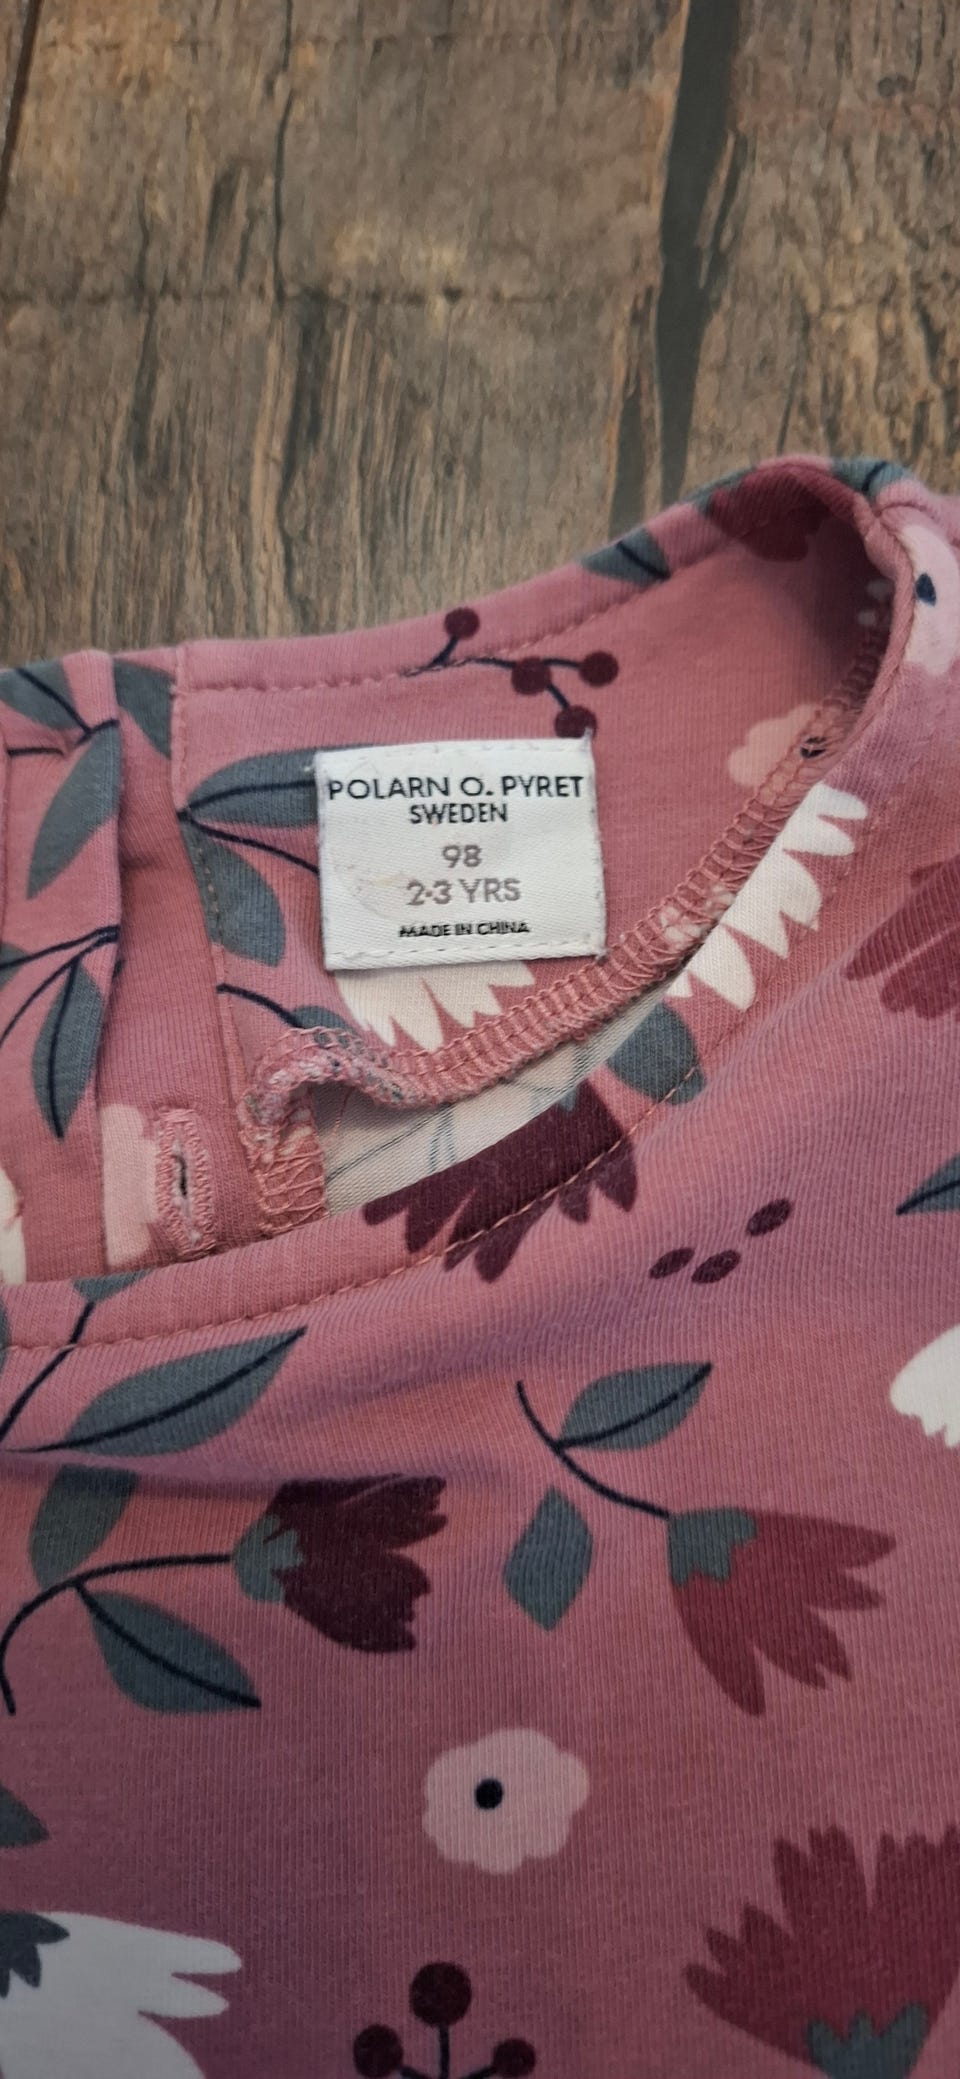 POLARN O. PYRET
SWEDEN
98
2-3 YRS
MADE IN CHINA